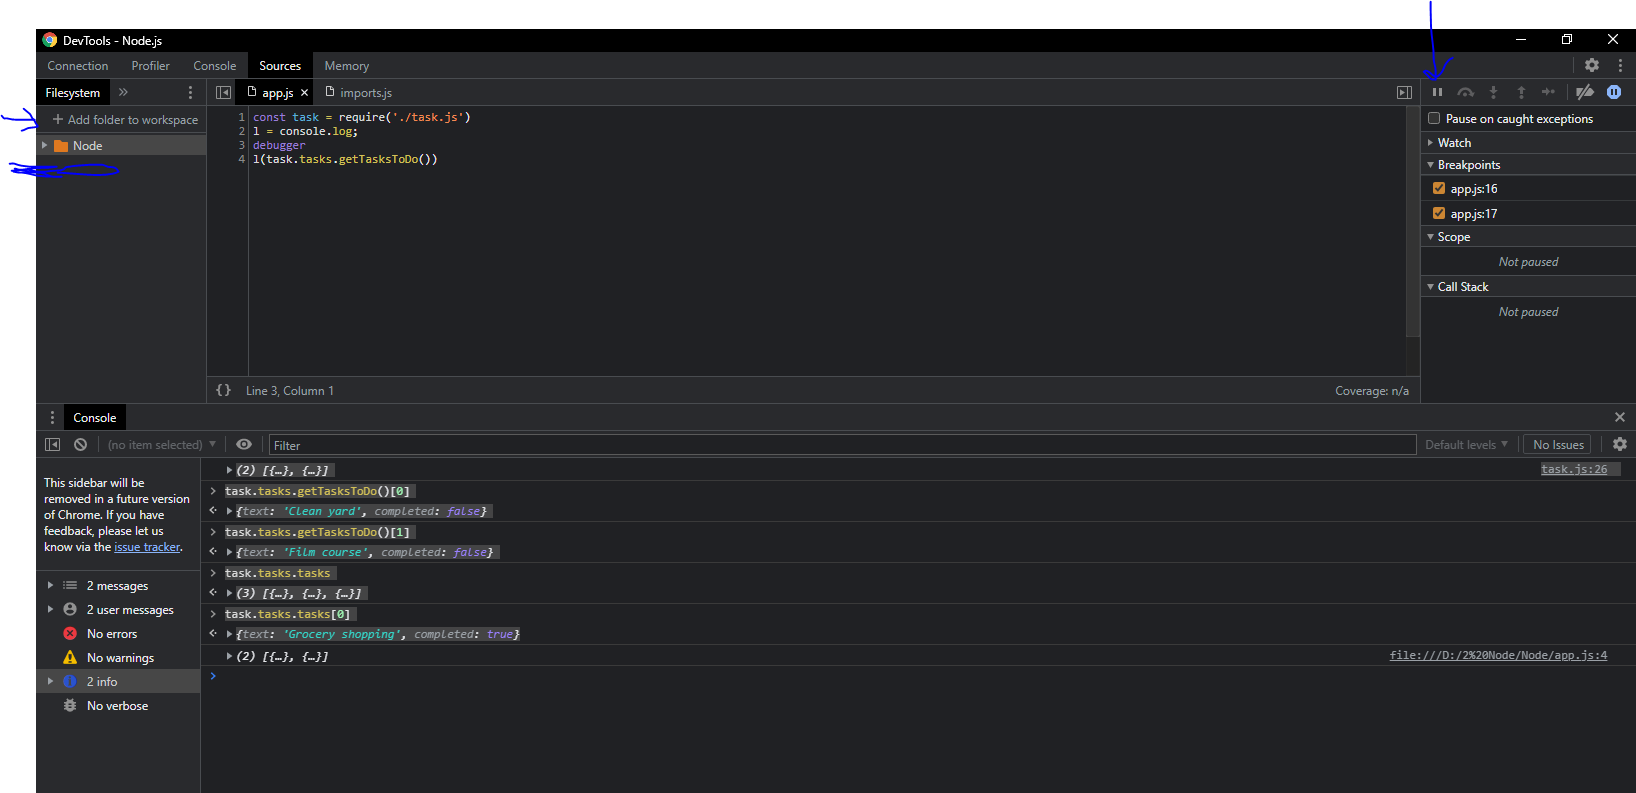 DevTools - Node.js
Connection Profiler Console Sources Memory
Filesystem » app.js × imports.js
+ Add folder to workspace
Node
1 const task = require('./task.js')
2 l = console.log;
3 debugger
4 l(task.tasks.getTasksToDo())
Pause on caught exceptions
Watch
Breakpoints
app.js:16
app.js:17
Scope
Not paused
Call Stack
Not paused
{} Line 3, Column 1 Coverage: n/a
Console
(no item selected) Filter Default levels No Issues
This sidebar will be
removed in a future version
of Chrome. If you have
feedback, please let us
know via the issue tracker.
2 messages
2 user messages
No errors
No warnings
2 info
No verbose
(2) [{…}, {…}] task.js:26
task.tasks.getTasksToDo()[0]
{text: 'Clean yard', completed: false}
task.tasks.getTasksToDo()[1]
{text: 'Film course', completed: false}
task.tasks.tasks
(3) [{…}, {…}, {…}]
task.tasks.tasks[0]
{text: 'Grocery shopping', completed: true}
(2) [{…}, {…}] file:///D:/2%20Node/Node/app.js:4